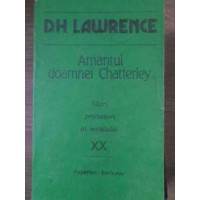 DH LAWRENCE
Amantul
doamnei Chatterley
Mari
prozatori
ai secolului
XX